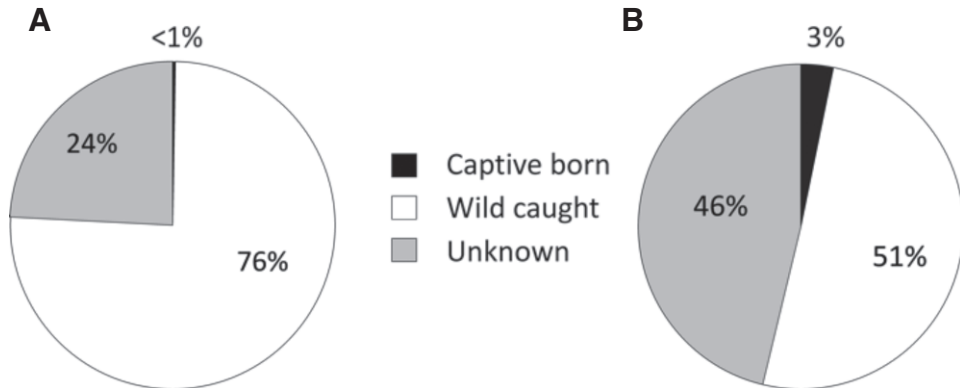 A
<1%
24%
76%
Captive born
Wild caught
Unknown
B
3%
46%
51%